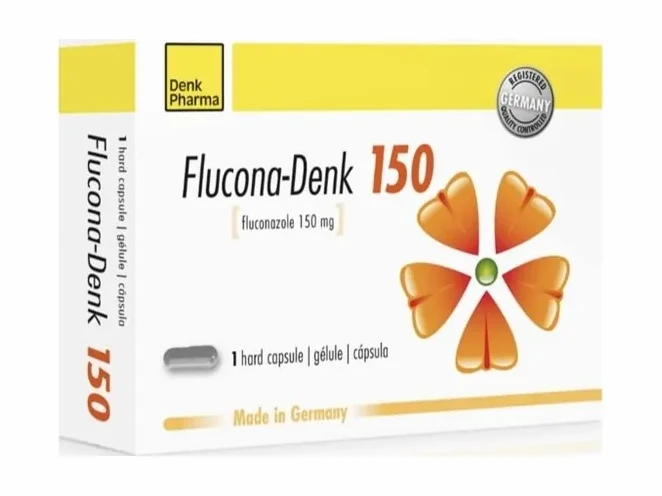 Denk
Pharma
REGISTERED
GERMANY
QUALITY CONTROLLED
Flucona-Denk 150
[fluconazole 150 mg]
1 hard capsule | gélule | cápsula
Made in Germany
Flucona-Denk 150
1 hard capsule | gélule | cápsula